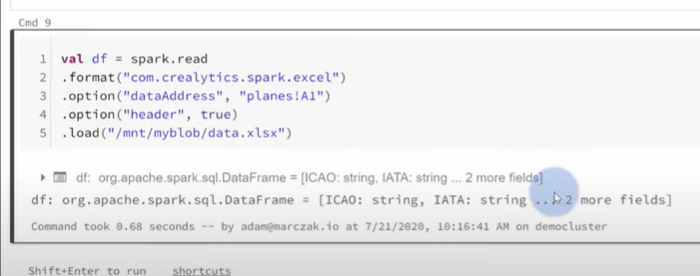 Cmd 9
1 val df = spark.read
2 .format("com.crealytics.spark.excel")
3 .option("dataAddress", "planes!A1")
4 .option("header", true)
5 .load("/mnt/myblob/data.xlsx")
df: org.apache.spark.sql.DataFrame = [ICAO: string, IATA: string ... 2 more fields]
df: org.apache.spark.sql.DataFrame = [ICAO: string, IATA: string ... 2 more fields]
Command took 0.68 seconds -- by adam@marczak.io at 7/21/2020, 10:16:41 AM on democluster
Shift+Enter to run shortcuts